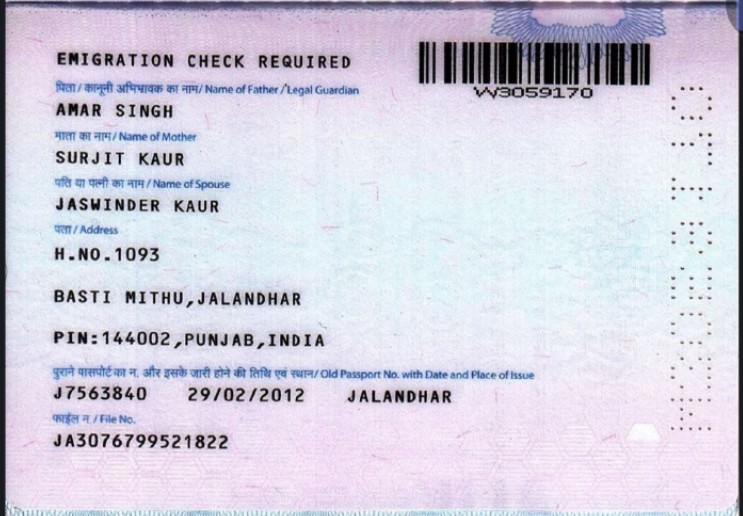 EMIGRATION CHECK REQUIRED
पिता / कानूनी अभिभावक का नाम / Name of Father / Legal Guardian
AMAR SINGH
माता का नाम / Name of Mother
SURJIT KAUR
पति या पत्नी का नाम / Name of Spouse
JASWINDER KAUR
पता / Address
H.NO.1093
BASTI MITHU,JALANDHAR
PIN:144002,PUNJAB,INDIA
पुराने पासपोर्ट का न. और इसके जारी होने की तिथि एवं स्थान / Old Passport No. with Date and Place of Issue
J7563840 29/02/2012 JALANDHAR
फाईल न. / File No.
JA3076799521822
VV3059170